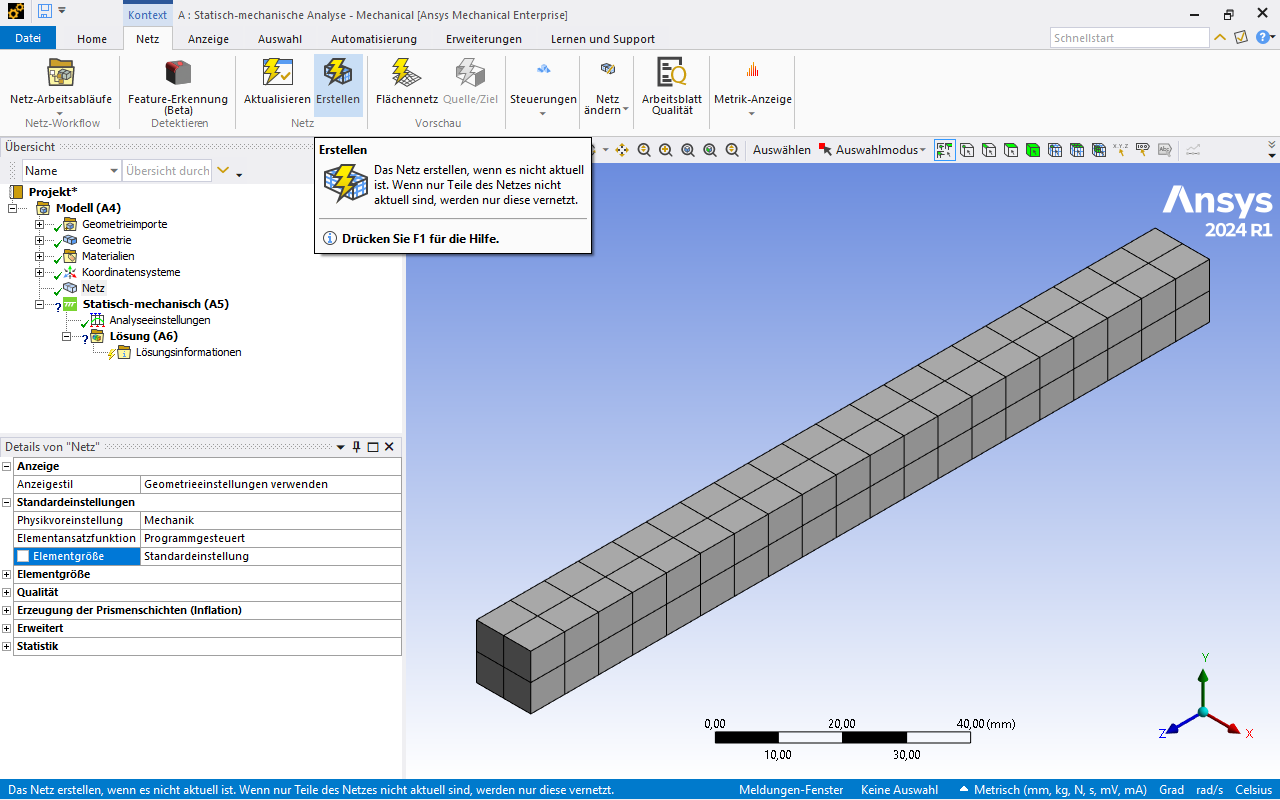 Kontext
A : Statisch-mechanische Analyse - Mechanical [Ansys Mechanical Enterprise]
Datei
Home
Netz
Anzeige
Auswahl
Automatisierung
Erweiterungen
Lernen und Support
Schnellstart
Netz-Arbeitsabläufe
Netz-Workflow
Feature-Erkennung
(Beta)
Detektieren
Aktualisieren
Erstellen
Netz
Flächennetz
Quelle/Ziel
Vorschau
Steuerungen
Netz
ändern
Arbeitsblatt
Qualität
Metrik-Anzeige
Übersicht
Name
Übersicht durch
Auswählen
Auswahlmodus
Erstellen
Das Netz erstellen, wenn es nicht aktuell
ist. Wenn nur Teile des Netzes nicht
aktuell sind, werden nur diese vernetzt.
Drücken Sie F1 für die Hilfe.
Projekt*
Modell (A4)
Geometrieimporte
Geometrie
Materialien
Koordinatensysteme
Netz
Statisch-mechanisch (A5)
Analyseeinstellungen
Lösung (A6)
Lösungsinformationen
Details von "Netz"
Anzeige
Anzeigestil Geometrieeinstellungen verwenden
Standardeinstellungen
Physikvoreinstellung Mechanik
Elementansatzfunktion Programmgesteuert
Elementgröße Standardeinstellung
Elementgröße
Qualität
Erzeugung der Prismenschichten (Inflation)
Erweitert
Statistik
Ansys
2024 R1
0,00 20,00 40,00 (mm)
10,00 30,00
Y
Z
X
Das Netz erstellen, wenn es nicht aktuell ist. Wenn nur Teile des Netzes nicht aktuell sind, werden nur diese vernetzt.
Meldungen-Fenster
Keine Auswahl
Metrisch (mm, kg, N, s, mV, mA)
Grad
rad/s
Celsius